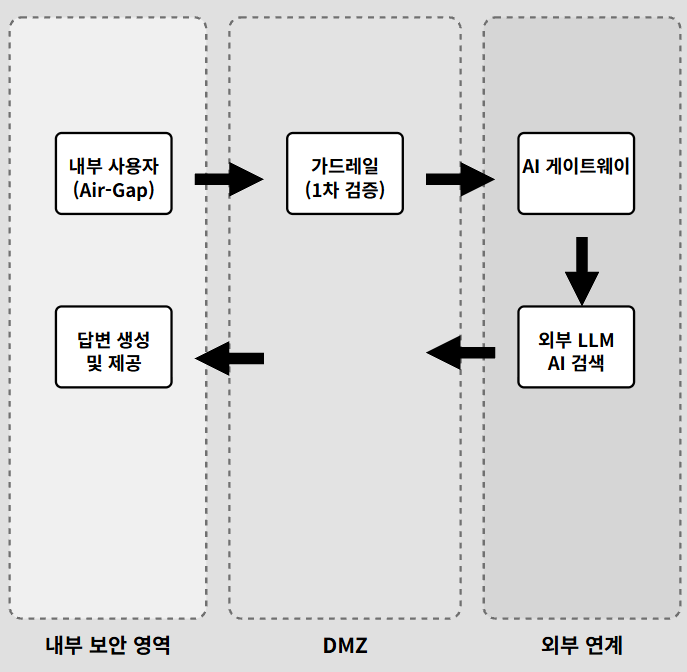 내부 사용자
(Air-Gap)
가드레일
(1차 검증)
AI 게이트웨이
답변 생성
및 제공
외부 LLM
AI 검색
내부 보안 영역
DMZ
외부 연계